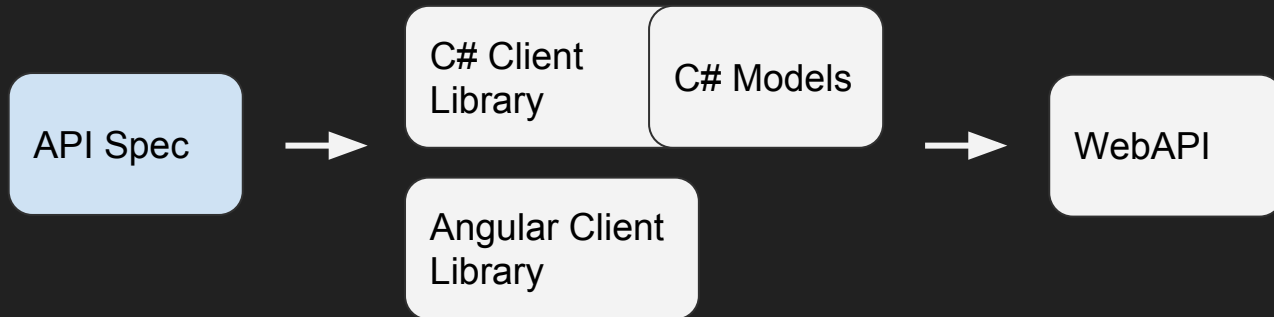 API Spec
C# Client
Library
C# Models
Angular Client
Library
WebAPI